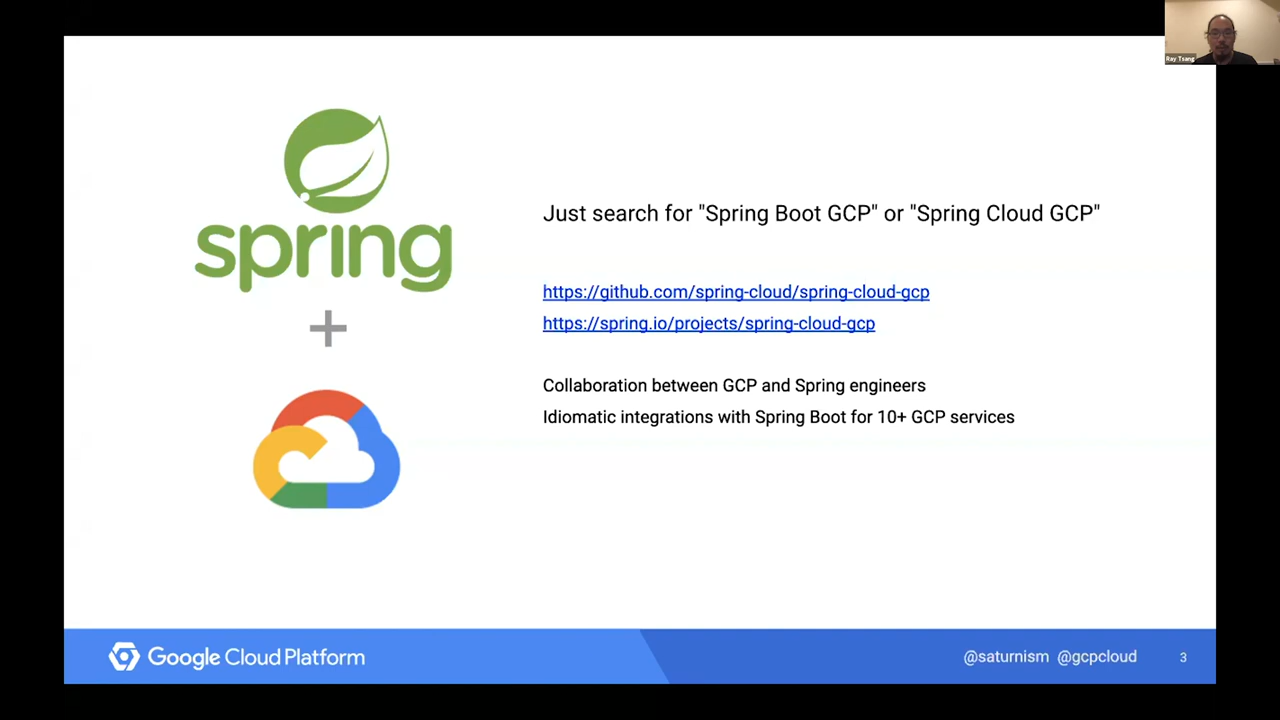 Ray Tsang
spring
Just search for "Spring Boot GCP" or "Spring Cloud GCP"
https://github.com/spring-cloud/spring-cloud-gcp
https://spring.io/projects/spring-cloud-gcp
Collaboration between GCP and Spring engineers
Idiomatic integrations with Spring Boot for 10+ GCP services
Google Cloud Platform
@saturnism @gcpcloud
3